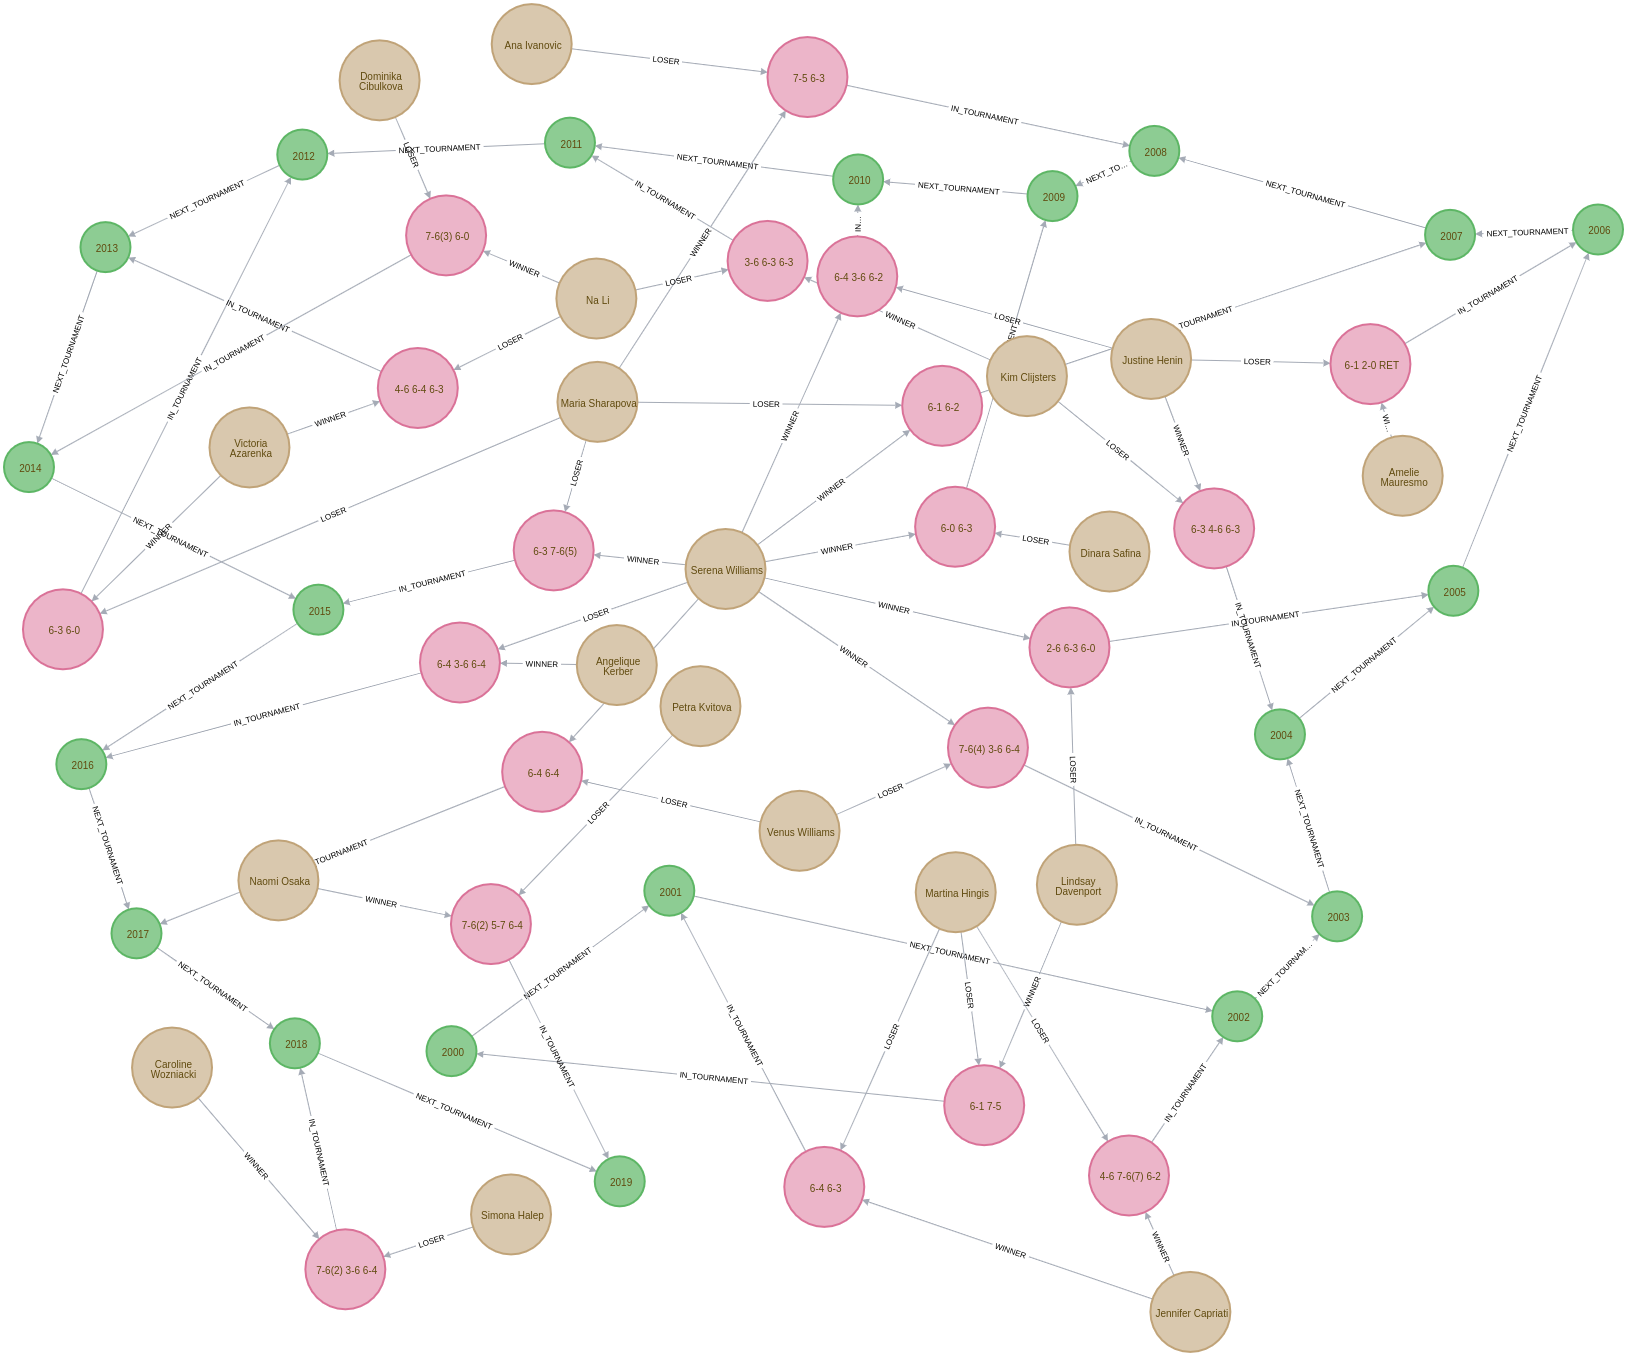 Ana Ivanovic
LOSER
7-5 6-3
Dominika
Cibulkova
LOSER
IN_TOURNAMENT
2012
NEXT_TOURNAMENT
2011
NEXT_TOURNAMENT
2010
NEXT_TOURNAMENT
2009
NEXT_TO...
2008
NEXT_TOURNAMENT
2007
NEXT_TOURNAMENT
2006
NEXT_TOURNAMENT
2013
7-6(3) 6-0
IN_TOURNAMENT
WINNER
IN...
3-6 6-3 6-3
6-4 3-6 6-2
WINNER
LOSER
Na Li
IN_TOURNAMENT
LOSER
WINNER
LOSER
TOURNAMENT
IN_TOURNAMENT
NEXT_TOURNAMENT
IN_TOURNAMENT
IN_TOURNAMENT
4-6 6-4 6-3
ENT
Kim Clijsters
Justine Henin
LOSER
6-1 2-0 RET
Maria Sharapova
LOSER
6-1 6-2
WINNER
Victoria
Azarenka
WINNER
LOSER
WINNER
WI...
Amelie
Mauresmo
NEXT_TOURNAMENT
2014
NEXT_TOURNAMENT
WINNER
LOSER
LOSER
WINNER
6-3 7-6(5)
WINNER
Serena Williams
WINNER
6-0 6-3
LOSER
Dinara Safina
6-3 4-6 6-3
6-3 6-0
2015
IN_TOURNAMENT
LOSER
WINNER
2-6 6-3 6-0
IN_TOURNAMENT
IN_TOURNAMENT
2005
NEXT_TOURNAMENT
6-4 3-6 6-4
WINNER
Angelique
Kerber
WINNER
NEXT_TOURNAMENT
Petra Kvitova
IN_TOURNAMENT
2016
7-6(4) 3-6 6-4
2004
6-4 6-4
LOSER
LOSER
LOSER
LOSER
NEXT_TOURNAMENT
TOURNAMENT
Venus Williams
IN_TOURNAMENT
NEXT_TOURNAMENT
Naomi Osaka
WINNER
2001
Martina Hingis
Lindsay
Davenport
2017
7-6(2) 5-7 6-4
2003
NEXT_TOURNAMENT
NEXT_TOURNAMENT
NEXT_TOURNAMENT
NEXT_TOURNAM...
LOSER
WINNER
2018
2000
IN_TOURNAMENT
IN_TOURNAMENT
LOSER
LOSER
2002
Caroline
Wozniacki
IN_TOURNAMENT
6-1 7-5
IN_TOURNAMENT
NEXT_TOURNAMENT
IN_TOURNAMENT
WINNER
2019
6-4 6-3
4-6 7-6(7) 6-2
Simona Halep
LOSER
7-6(2) 3-6 6-4
WINNER
WINNER
Jennifer Capriati